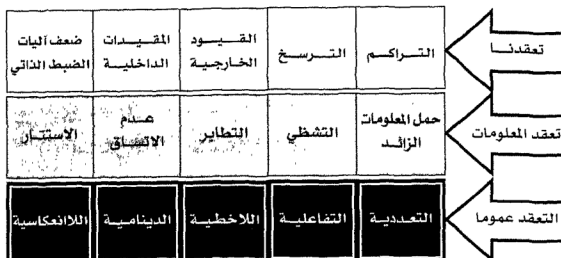 تعقدنا
التراكم
الترسخ
القيود
الخارجية
المقيدات
الداخلية
ضعف آليات
الضبط الذاتي
تعقد المعلومات
حمل المعلومات
الزائد
التشظي
التطاير
عدم
الاتساق
الاستتار
التعقد عموما
التعددية
التفاعلية
اللاخطية
الدينامية
اللاانعكاسية